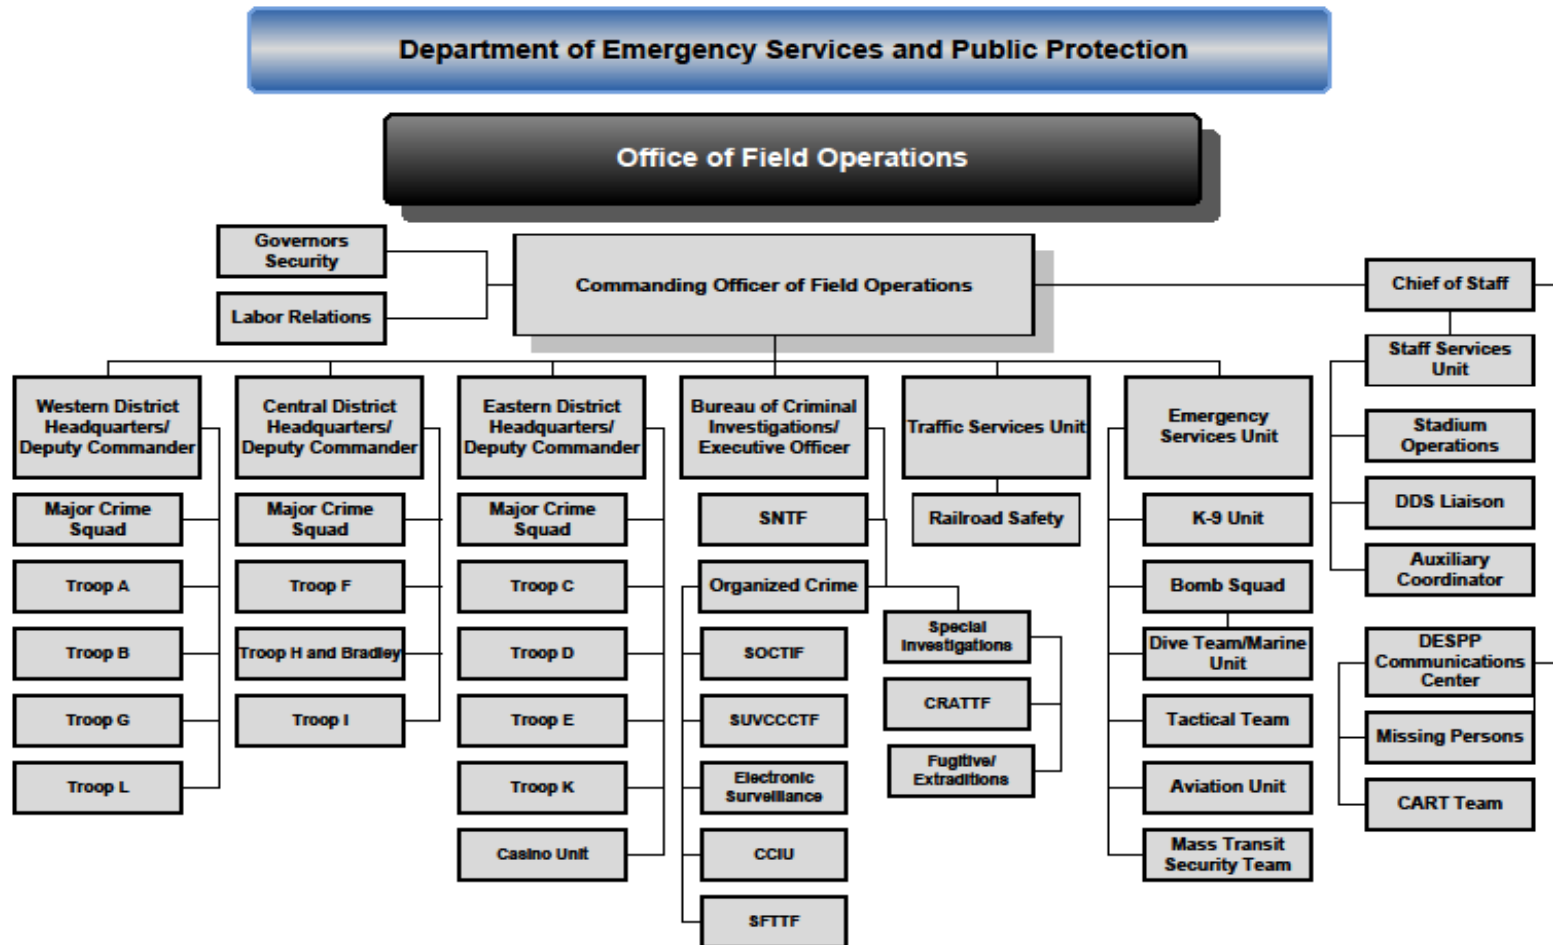 Department of Emergency Services and Public Protection
Office of Field Operations
Governors
Security
Labor Relations
Commanding Officer of Field Operations
Chief of Staff
Staff Services
Unit
Stadium
Operations
DDS Liaison
Auxiliary
Coordinator
DESPP
Communications
Center
Missing Persons
CART Team
Western District
Headquarters/
Deputy Commander
Major Crime
Squad
Troop A
Troop B
Troop G
Troop L
Central District
Headquarters/
Deputy Commander
Major Crime
Squad
Troop F
Troop H and Bradley
Troop I
Eastern District
Headquarters/
Deputy Commander
Major Crime
Squad
Troop C
Troop D
Troop E
Troop K
Casino Unit
Bureau of Criminal
Investigations/
Executive Officer
SNTF
Organized Crime
SOCTIF
SUVCCCTF
Electronic
Surveillance
CCIU
SFTTF
Special
Investigations
CRATTF
Fugitive/
Extraditions
Traffic Services Unit
Railroad Safety
Emergency
Services Unit
K-9 Unit
Bomb Squad
Dive Team/Marine
Unit
Tactical Team
Aviation Unit
Mass Transit
Security Team